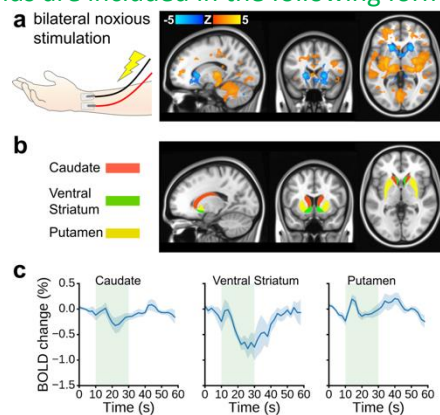 a bilateral noxious
stimulation
-5 Z 5
b
Caudate
Ventral
Striatum
Putamen
c
Caudate Ventral Striatum Putamen
BOLD change (%)
0.5
0.0
-0.5
-1.0
-1.5
0 10 20 30 40 50 60 0 10 20 30 40 50 60 0 10 20 30 40 50 60
Time (s) Time (s) Time (s)